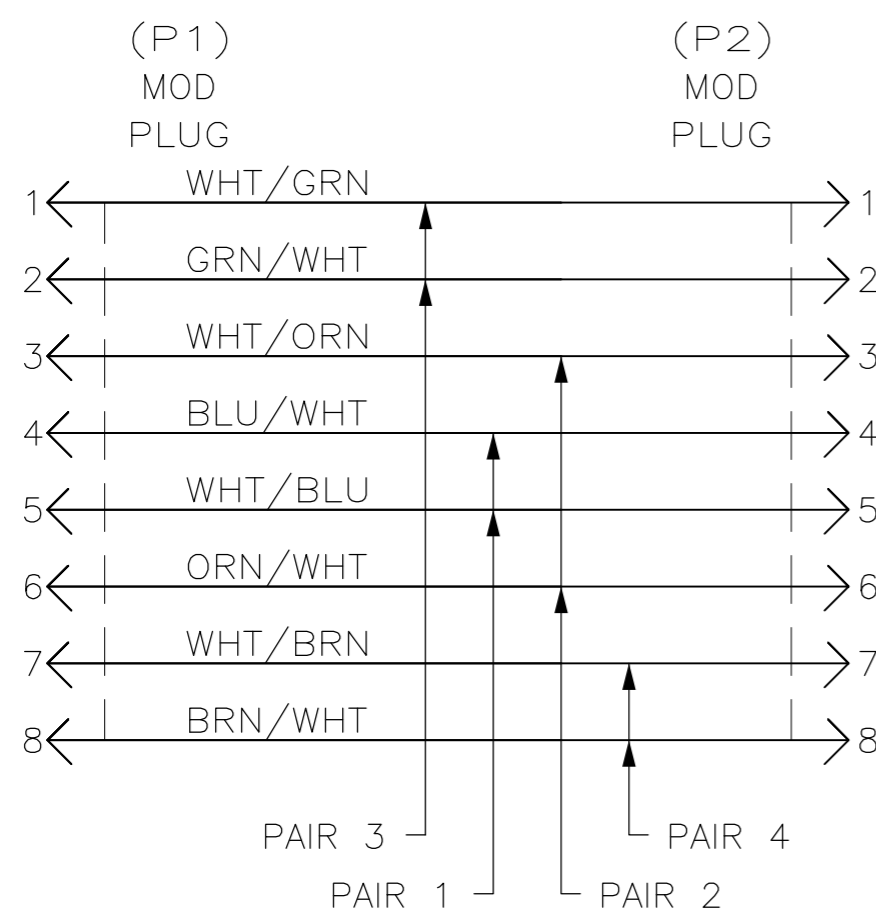 (P1) (P2)
MOD MOD
PLUG PLUG
1 WHT/GRN 1
2 GRN/WHT 2
3 WHT/ORN 3
4 BLU/WHT 4
5 WHT/BLU 5
6 ORN/WHT 6
7 WHT/BRN 7
8 BRN/WHT 8
PAIR 3 PAIR 4
PAIR 1 PAIR 2